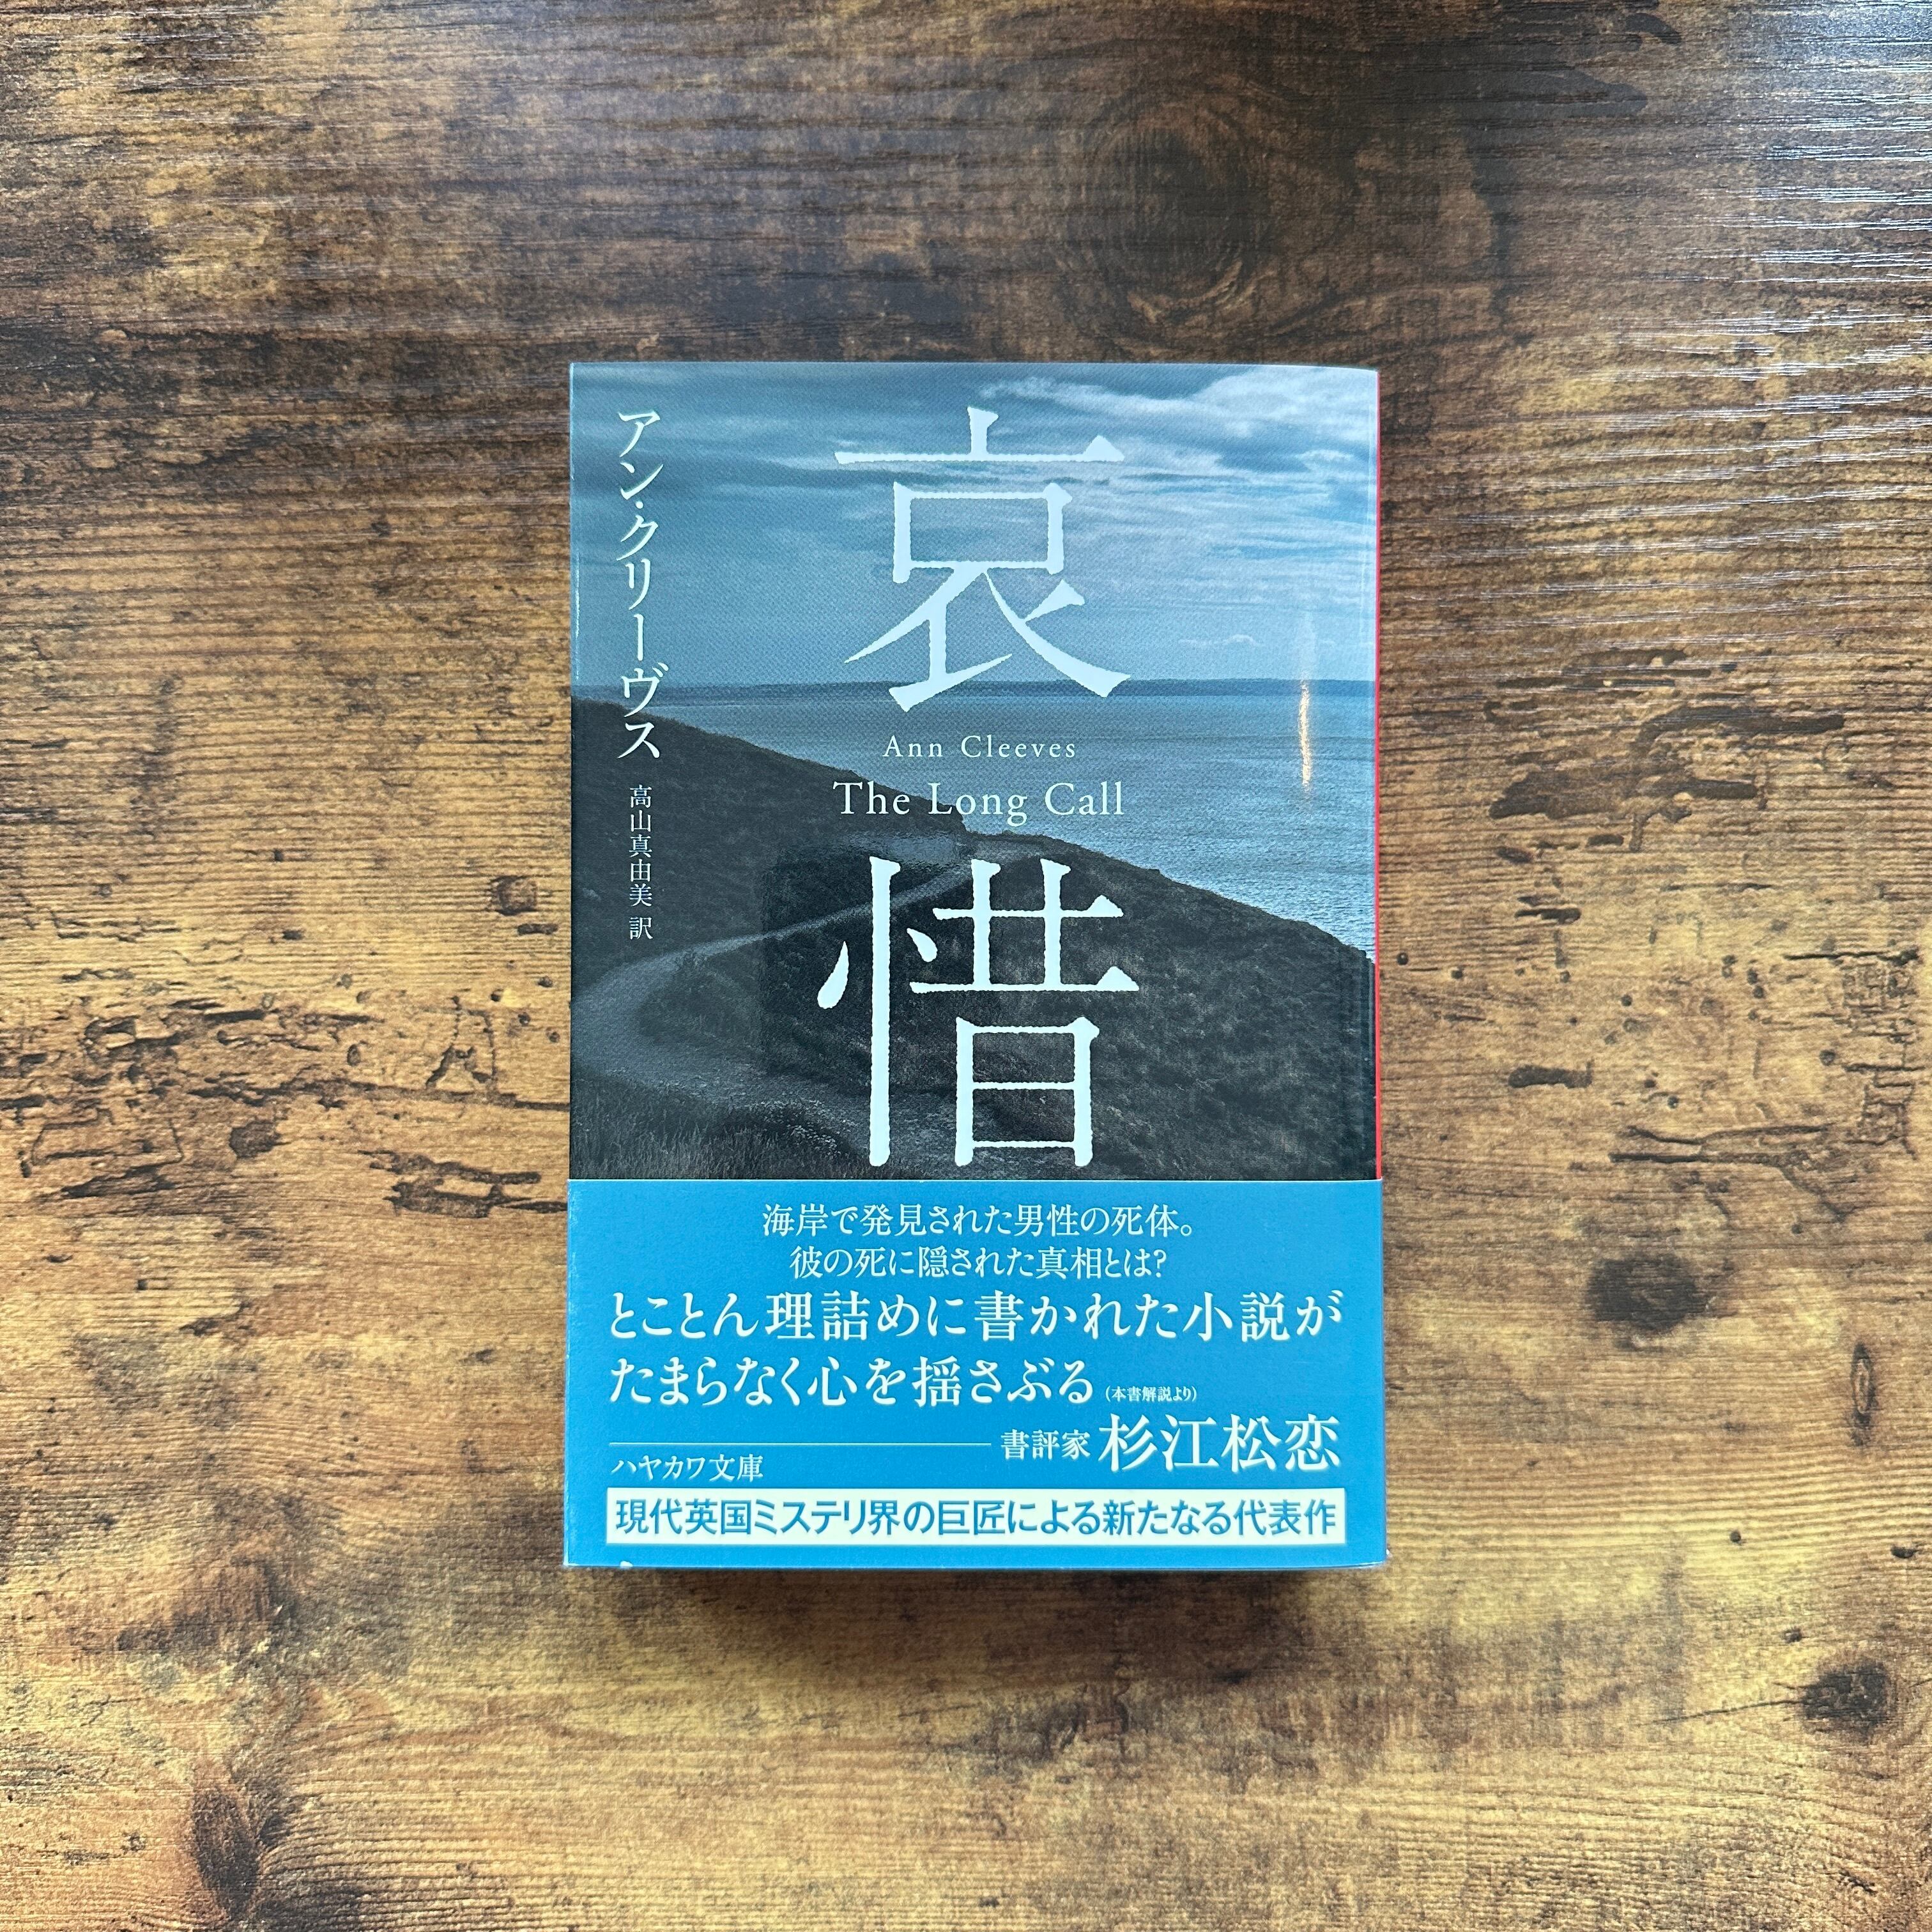 哀惜
Ann Cleeves
The Long Call
アン・クリーヴス
高山真由美 訳
海岸で発見された男性の死体。
彼の死に隠された真相とは?
とことん理詰めに書かれた小説が
たまらなく心を揺さぶる(本書解説より)
書評家 杉江松恋
ハヤカワ文庫
現代英国ミステリ界の巨匠による新たなる代表作